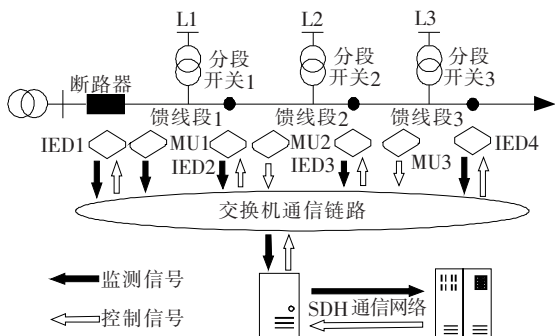 L1 L2 L3
分段 分段 分段
开关1 开关2 开关3
断路器
馈线段1 馈线段2 馈线段3
IED1 MU1 MU2 IED4
IED2 IED3 MU3
交换机通信链路
监测信号
控制信号
SDH 通信网络